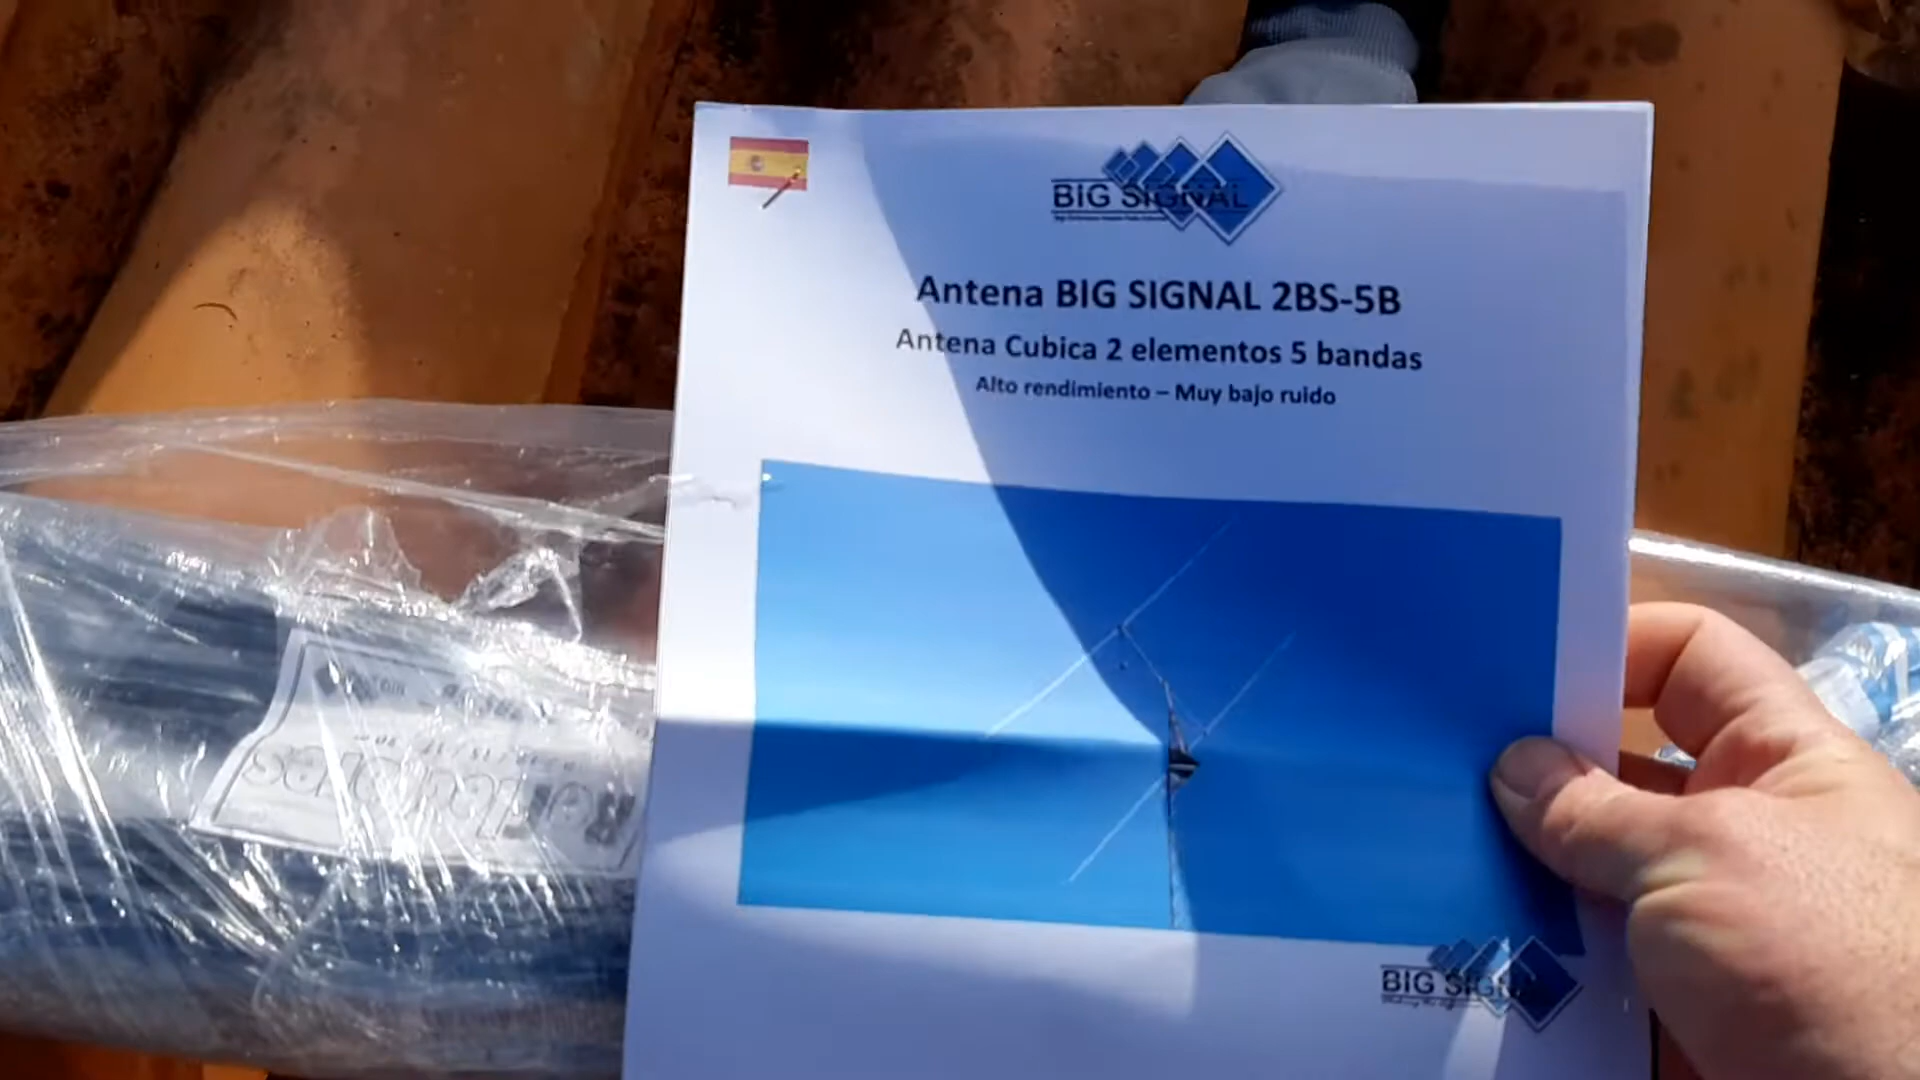 BIG SIGNAL
Antena BIG SIGNAL 2BS-5B
Antena Cubica 2 elementos 5 bandas
Alto rendimiento – Muy bajo ruido
BIG SIGNAL